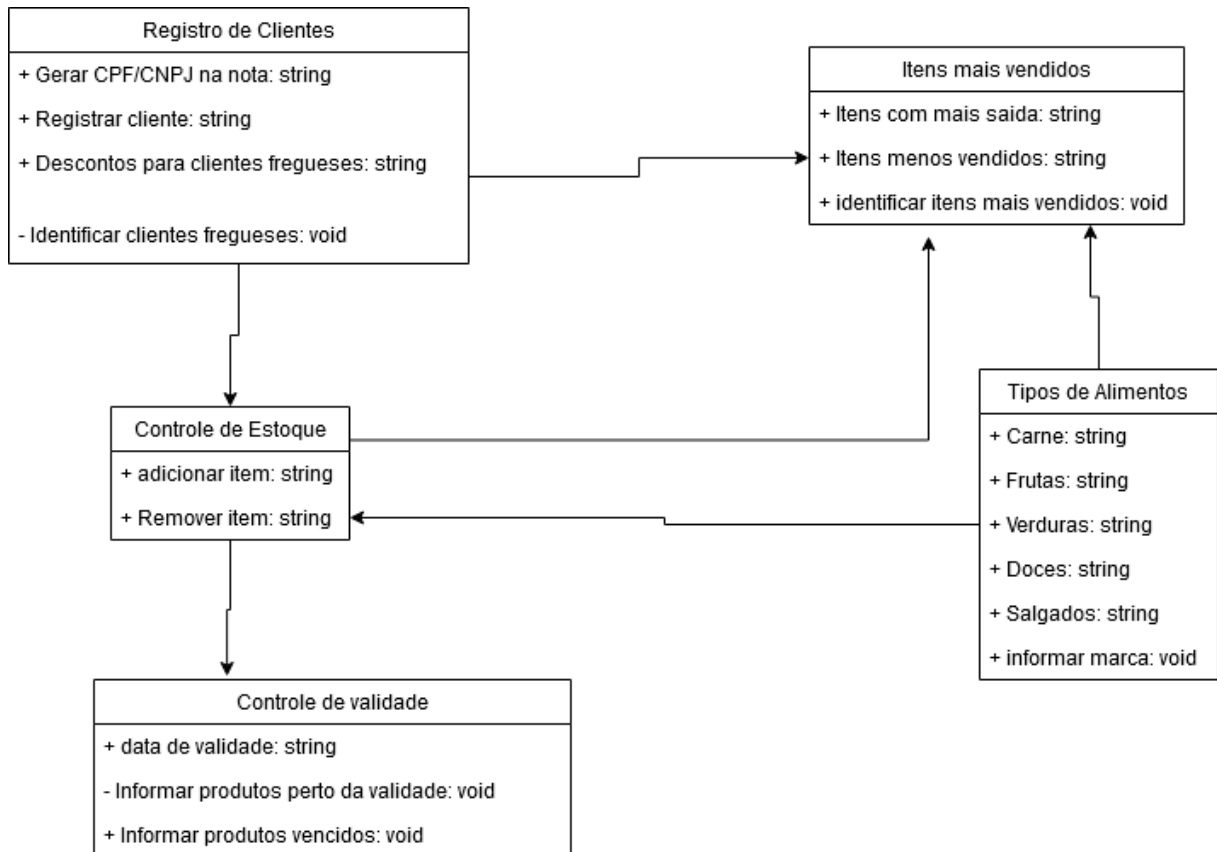 Registro de Clientes
+ Gerar CPF/CNPJ na nota: string
+ Registrar cliente: string
+ Descontos para clientes fregueses: string
- Identificar clientes fregueses: void
Itens mais vendidos
+ Itens com mais saida: string
+ Itens menos vendidos: string
+ identificar itens mais vendidos: void
Controle de Estoque
+ adicionar item: string
+ Remover item: string
Tipos de Alimentos
+ Carne: string
+ Frutas: string
+ Verduras: string
+ Doces: string
+ Salgados: string
+ informar marca: void
Controle de validade
+ data de validade: string
- Informar produtos perto da validade: void
+ Informar produtos vencidos: void